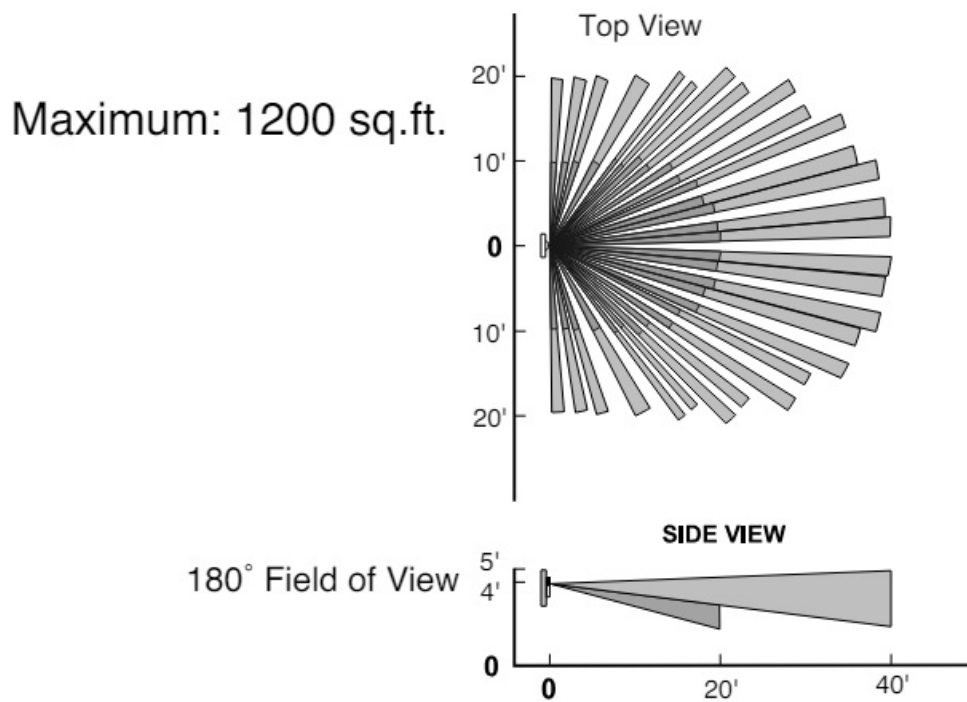 Top View
20'
Maximum: 1200 sq.ft.
10'
0
10'
20'
SIDE VIEW
180° Field of View
5'
4'
0
0
20'
40'